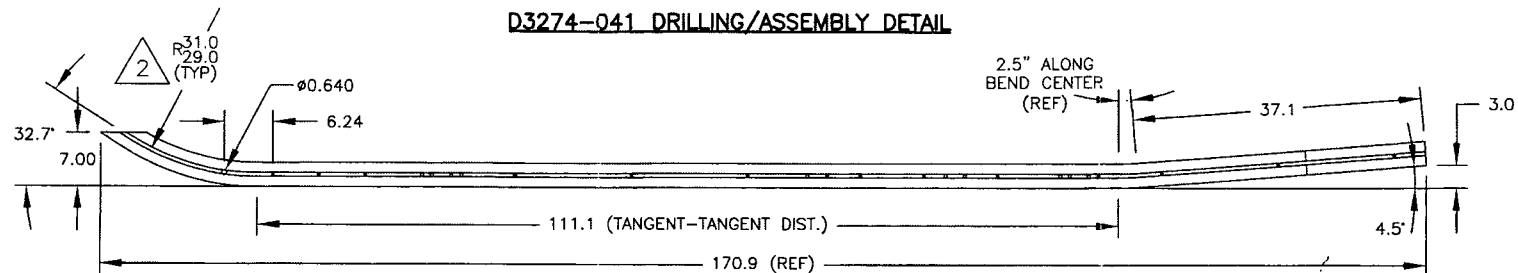 D3274-041 DRILLING/ASSEMBLY DETAIL
2
R31.0
29.0
(TYP)
Ø0.640
6.24
2.5" ALONG
BEND CENTER
(REF)
37.1
3.0
32.7°
7.00
111.1 (TANGENT-TANGENT DIST.)
4.5°
170.9 (REF)